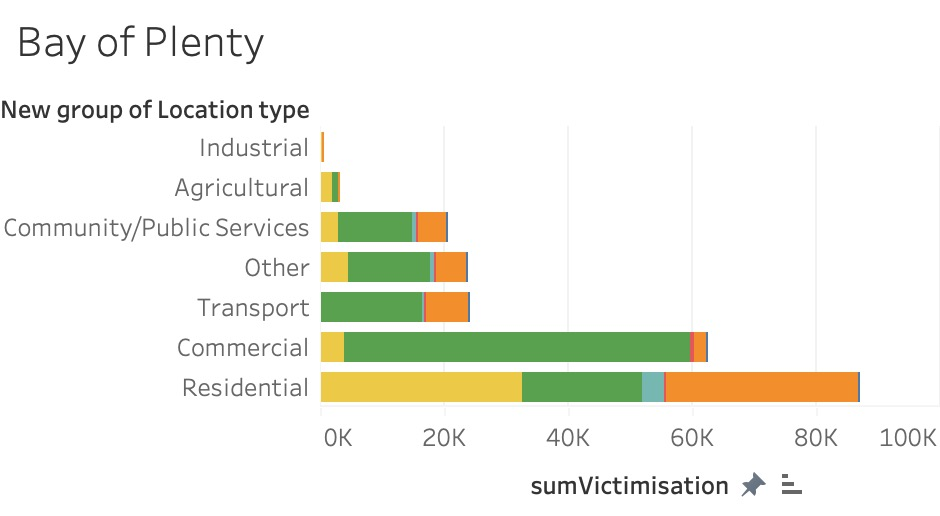 Bay of Plenty
New group of Location type
Industrial
Agricultural
Community/Public Services
Other
Transport
Commercial
Residential
0K 20K 40K 60K 80K 100K
sumVictimisation